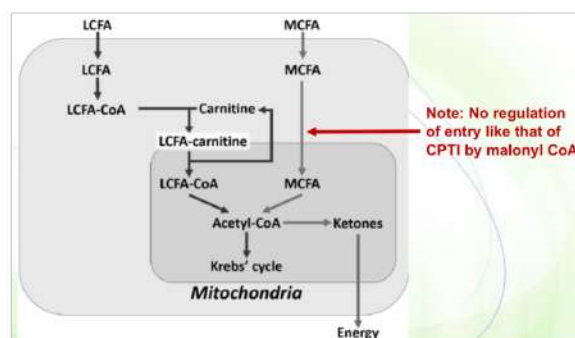 LCFA MCFA
LCFA MCFA
LCFA-CoA Carnitine
Note: No regulation
of entry like that of
CPTI by malonyl CoA
LCFA-carnitine
LCFA-CoA MCFA
Acetyl-CoA Ketones
Krebs' cycle
Mitochondria
Energy